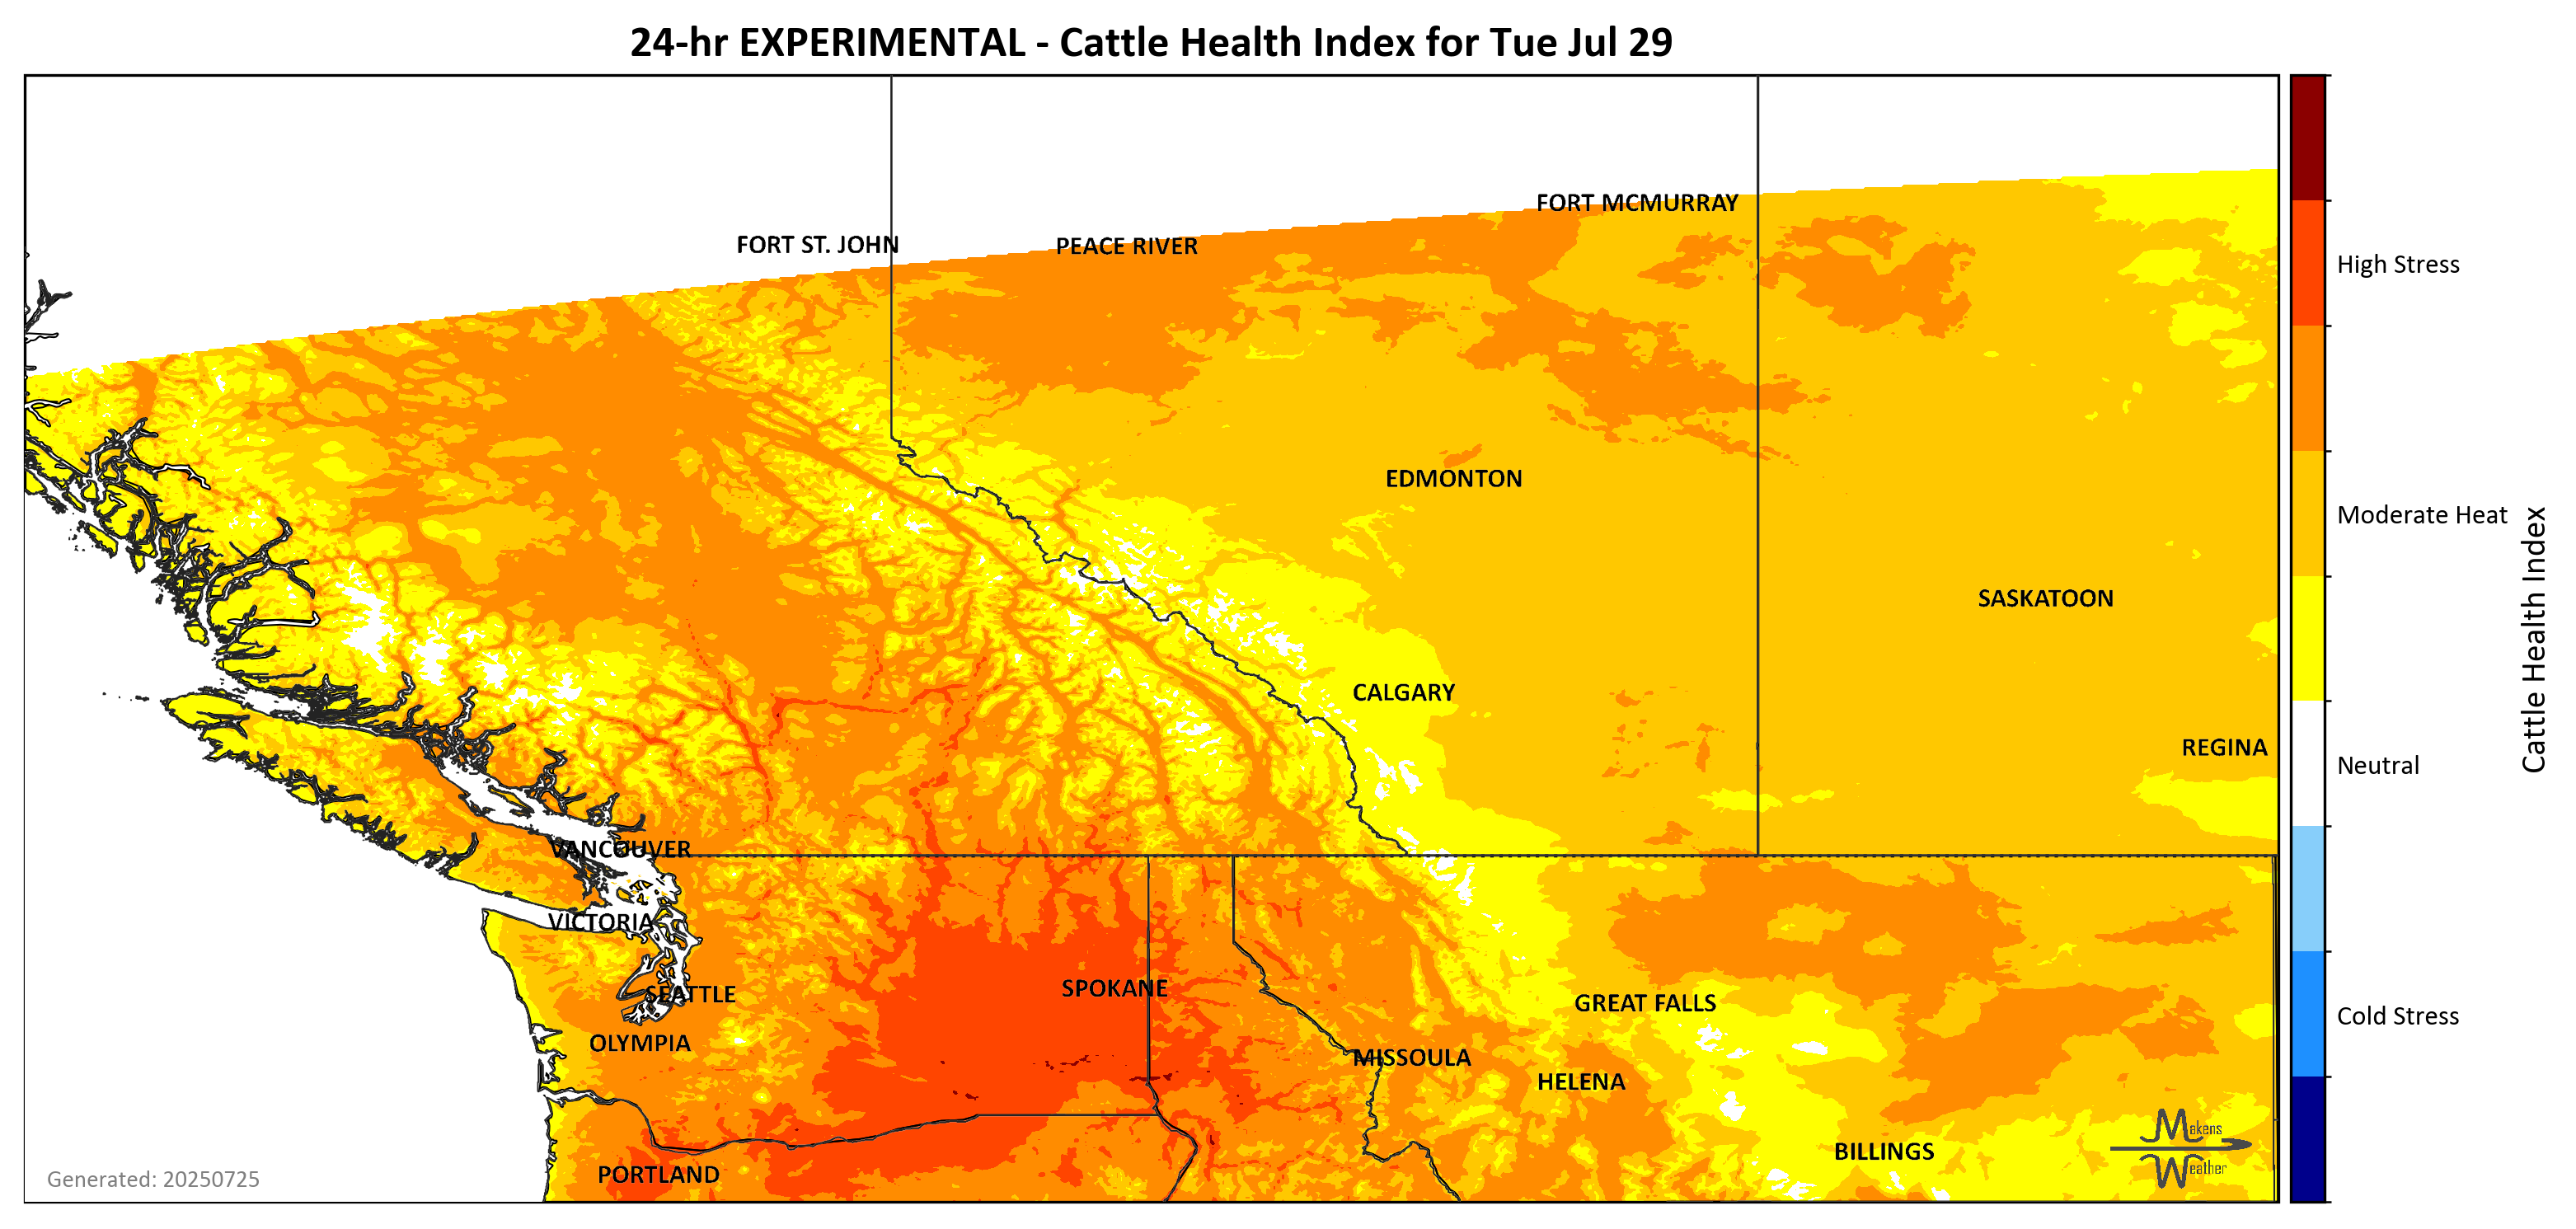 24-hr EXPERIMENTAL - Cattle Health Index for Tue Jul 29
FORT MCMURRAY
FORT ST. JOHN
PEACE RIVER
High Stress
EDMONTON
Moderate Heat
SASKATOON
CALGARY
Cattle Health Index
REGINA
Neutral
VANCOUVER
VICTORIA
SPOKANE
SEATTLE
GREAT FALLS
Cold Stress
OLYMPIA
MISSOULA
HELENA
Makens
BILLINGS
Weather
PORTLAND
Generated: 20250725